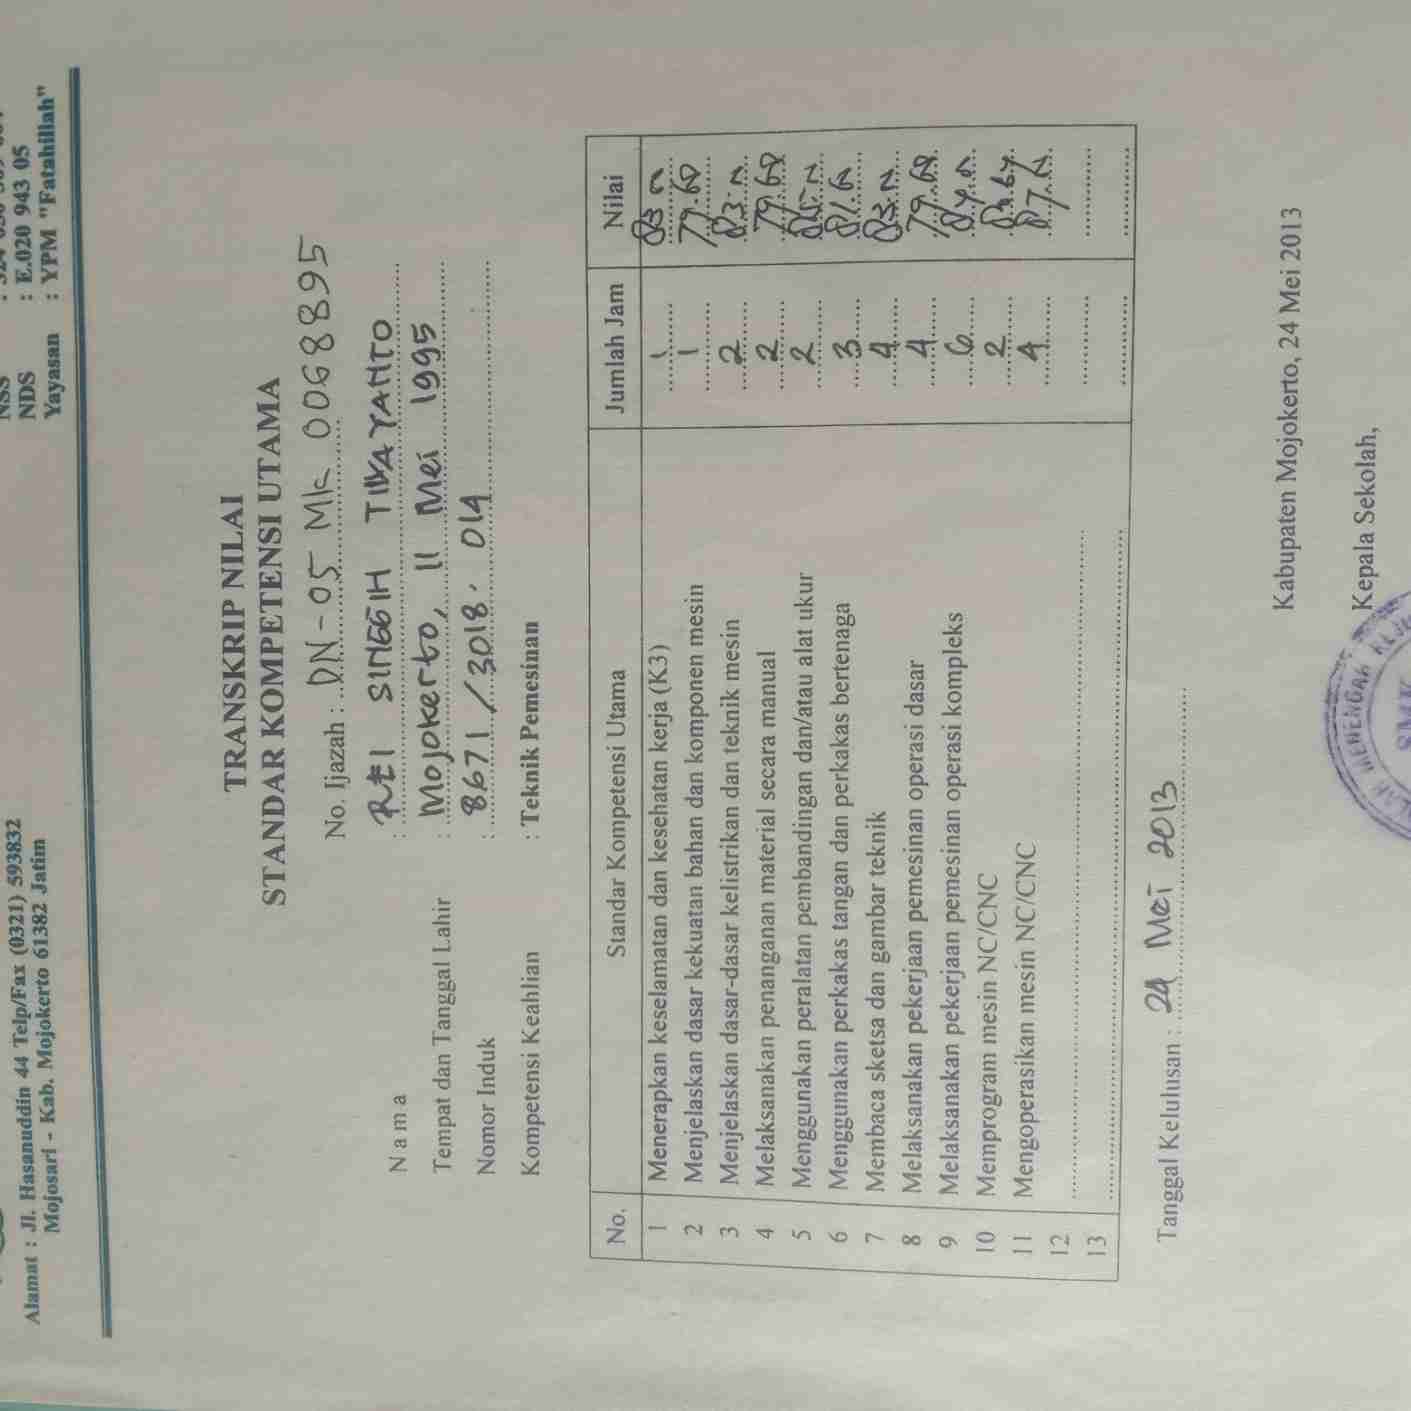 Alamat : Jl. Hasanuddin 44 Telp/Fax (0321) 593832
Mojosari - Kab. Mojokerto 61382 Jatim
NSS :
NDS : E.020 943 05
Yayasan : YPM "Fatahillah"
TRANSKRIP NILAI
STANDAR KOMPETENSI UTAMA
No. Ijazah : DN-05 Mk 0068895
N a m a :
Tempat dan Tanggal Lahir : Mojokerto, 11 Mei 1995
Nomor Induk : 8671/3018.014
Kompetensi Keahlian : Teknik Pemesinan
No. Standar Kompetensi Utama Jumlah Jam Nilai
1 Menerapkan keselamatan dan kesehatan kerja (K3) 1
2 Menjelaskan dasar kekuatan bahan dan komponen mesin 1 79.60
3 Menjelaskan dasar-dasar kelistrikan dan teknik mesin 2
4 Melaksanakan penanganan material secara manual 2 79.60
5 Menggunakan peralatan pembandingan dan/atau alat ukur 2
6 Menggunakan perkakas tangan dan perkakas bertenaga 3
7 Membaca sketsa dan gambar teknik 4
8 Melaksanakan pekerjaan pemesinan operasi dasar 4 79.60
9 Melaksanakan pekerjaan pemesinan operasi kompleks 6
10 Memprogram mesin NC/CNC 2
11 Mengoperasikan mesin NC/CNC 4
12
13
Tanggal Kelulusan : 24 Mei 2013
Kabupaten Mojokerto, 24 Mei 2013
Kepala Sekolah,
MENENGAH
SMK